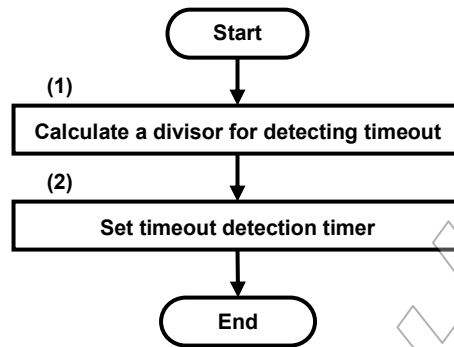 Start
(1)
Calculate a divisor for detecting timeout
(2)
Set timeout detection timer
End